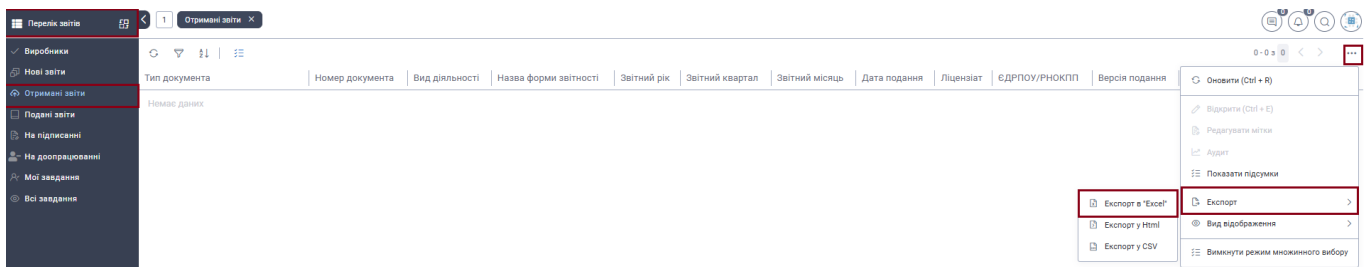 Перелік звітів
1 Отримані звіти ×
0 0
Виробники
Нові звіти
Отримані звіти
Подані звіти
На підписанні
На доопрацюванні
Мої завдання
Всі завдання
0 - 0 з 0
Тип документа Номер документа Вид діяльності Назва форми звітності Звітний рік Звітний квартал Звітний місяць Дата подання Ліцензіат ЄДРПОУ/РНОКПП Версія подання
Немає даних
Оновити (Ctrl + R)
Відкрити (Ctrl + E)
Редагувати мітки
Аудит
Показати підсумки
Експорт
Вид відображення
Вимкнути режим множинного вибору
Експорт в "Excel"
Експорт у Html
Експорт у CSV